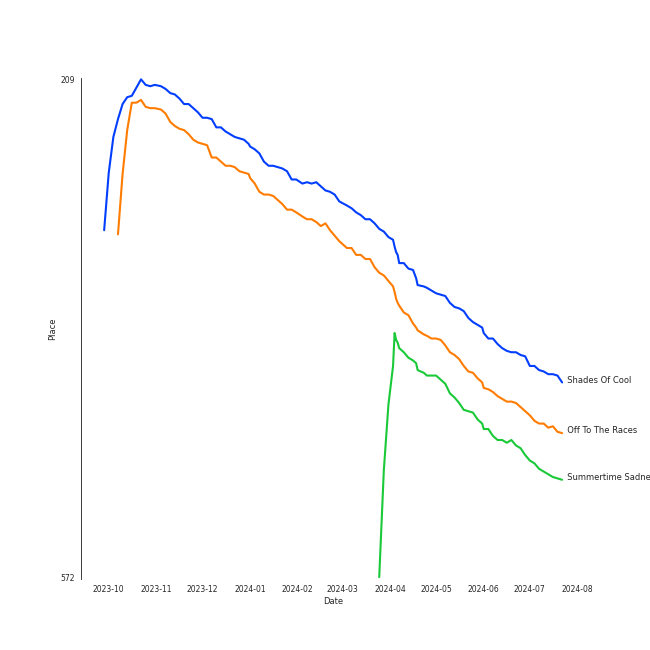 209
572
Place
2023-10 2023-11 2023-12 2024-01 2024-02 2024-03 2024-04 2024-05 2024-06 2024-07 2024-08
Date
Shades Of Cool
Off To The Races
Summertime Sadne